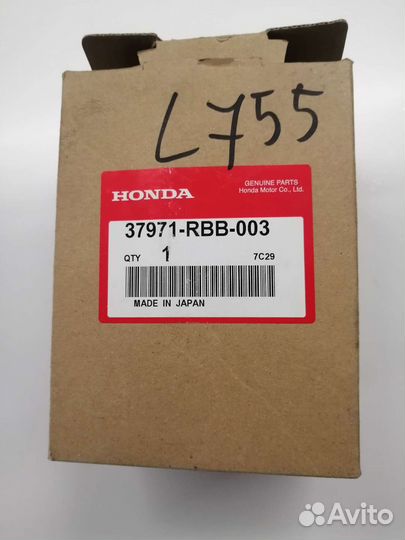 L755
HONDA
GENUINE PARTS
Honda Motor Co., Ltd.
37971-RBB-003
QTY 1 7C29
MADE IN JAPAN
Avito